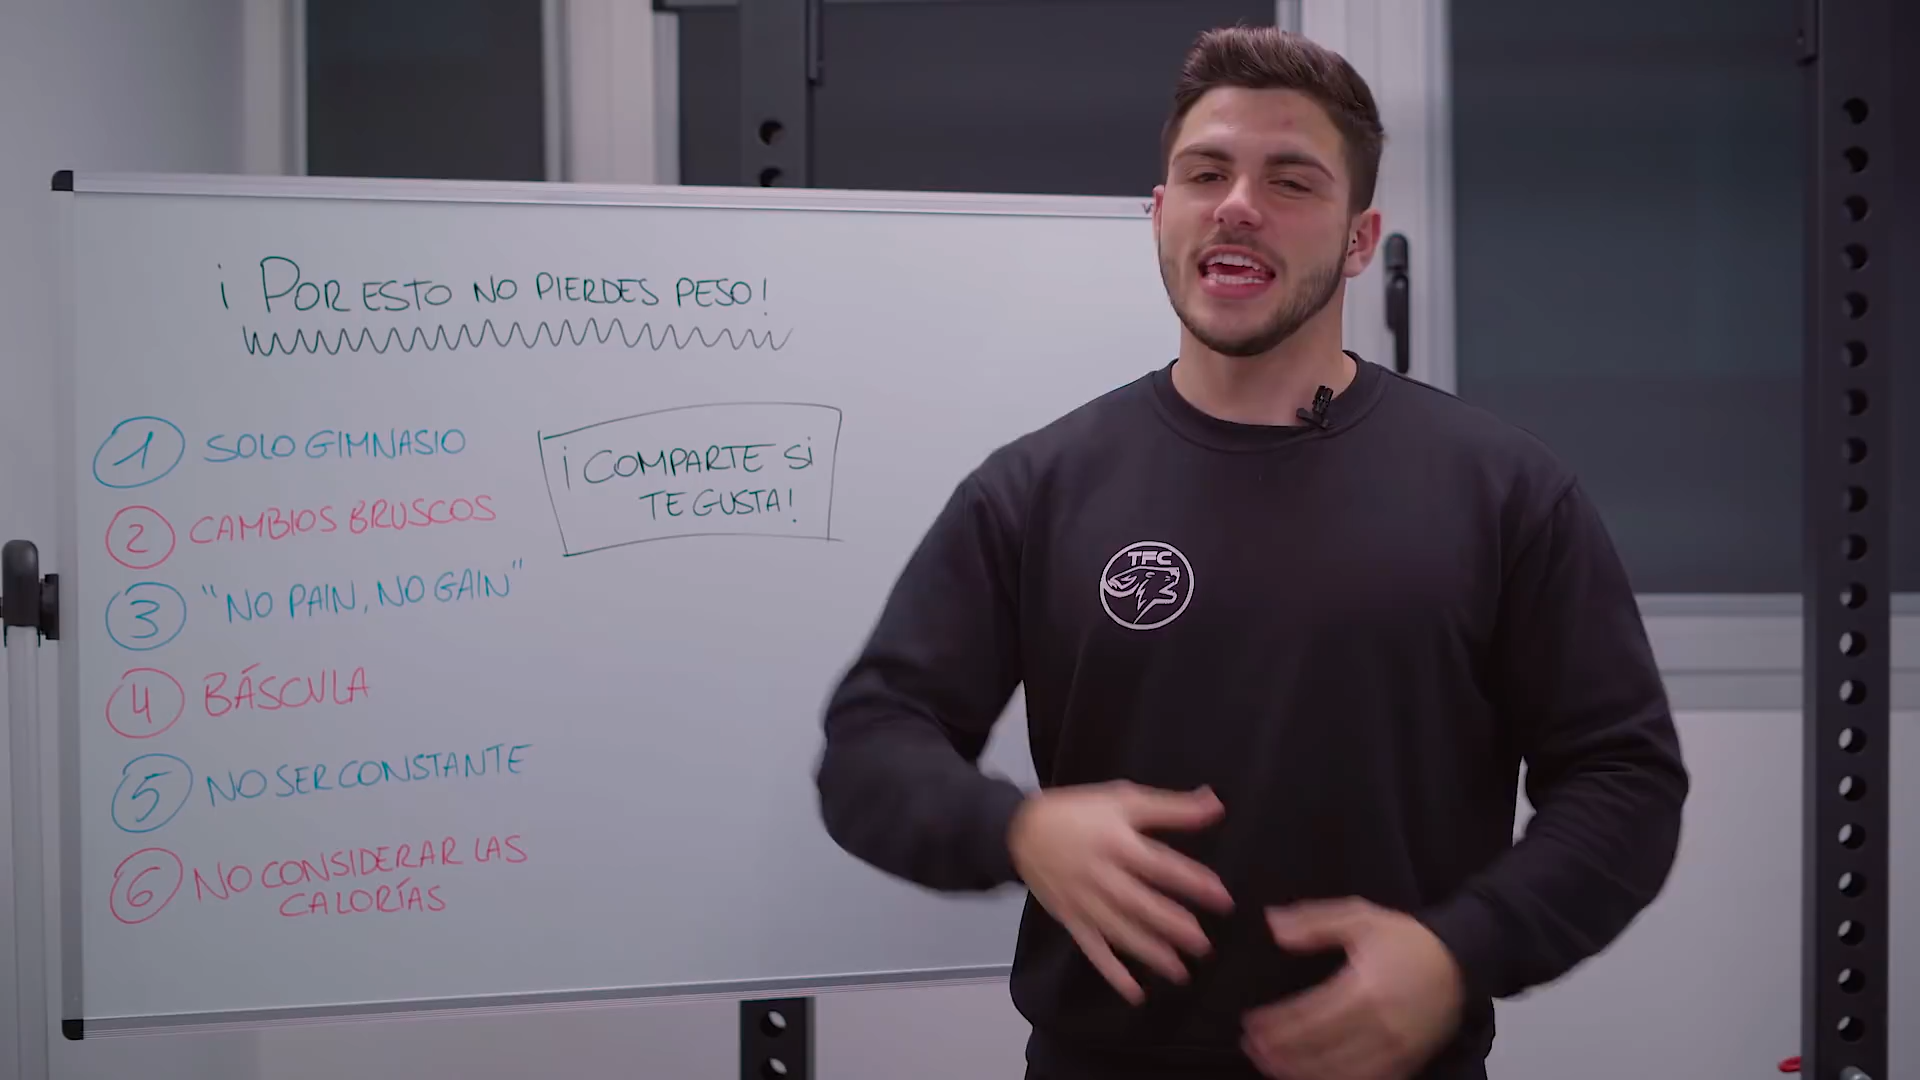 ¡POR ESTO NO PIERDES PESO!
1 SOLO GIMNASIO
2 CAMBIOS BRUSCOS
3 "NO PAIN, NO GAIN"
4 BÁSCULA
5 NO SER CONSTANTE
6 NO CONSIDERAR LAS
CALORÍAS
¡COMPARTE SI
TE GUSTA!
TFC